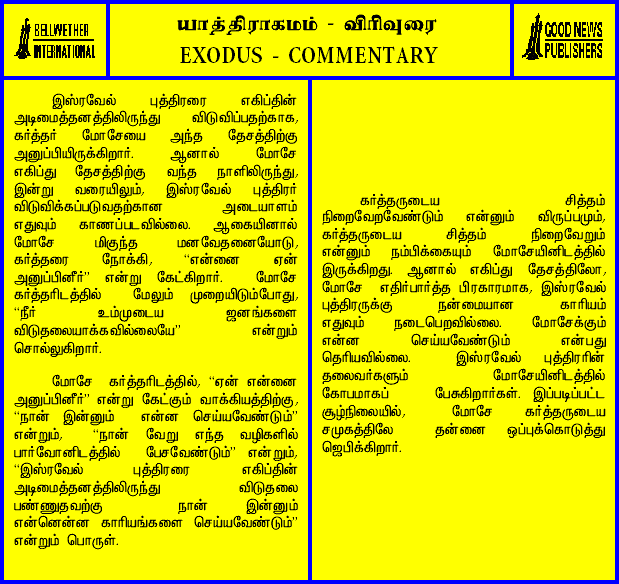 BELLWETHER
INTERNATIONAL
யாத்திராகமம் - விரிவுரை
EXODUS - COMMENTARY
GOOD NEWS
PUBLISHERS
இஸ்ரவேல் புத்திரரை எகிப்தின்
அடிமைத்தனத்திலிருந்து விடுவிப்பதற்காக,
கர்த்தர் மோசேயை அந்த தேசத்திற்கு
அனுப்பியிருக்கிறார். ஆனால் மோசே
எகிப்து தேசத்திற்கு வந்த நாளிலிருந்து,
இன்று வரையிலும், இஸ்ரவேல் புத்திரர்
விடுவிக்கப்படுவதற்கான அடையாளம்
எதுவும் காணப்படவில்லை. ஆகையினால்
மோசே மிகுந்த மனவேதனையோடு,
கர்த்தரை நோக்கி, “என்னை ஏன்
அனுப்பினீர்” என்று கேட்கிறார். மோசே
கர்த்தரிடத்தில் மேலும் முறையிடும்போது,
“நீர் உம்முடைய ஜனங்களை
விடுதலையாக்கவில்லையே” என்றும்
சொல்லுகிறார்.
மோசே கர்த்தரிடத்தில், “ஏன் என்னை
அனுப்பினீர்” என்று கேட்கும் வாக்கியத்திற்கு,
“நான் இன்னும் என்ன செய்யவேண்டும்”
என்றும், “நான் வேறு எந்த வழிகளில்
பார்வோனிடத்தில் பேசவேண்டும்” என்றும்,
“இஸ்ரவேல் புத்திரரை எகிப்தின்
அடிமைத்தனத்திலிருந்து விடுதலை
பண்ணுதவற்கு நான் இன்னும்
என்னென்ன காரியங்களை செய்யவேண்டும்”
என்றும் பொருள்.
கர்த்தருடைய சித்தம்
நிறைவேறவேண்டும் என்னும் விருப்பமும்,
கர்த்தருடைய சித்தம் நிறைவேறும்
என்னும் நம்பிக்கையும் மோசேயினிடத்தில்
இருக்கிறது. ஆனால் எகிப்து தேசத்திலோ,
மோசே எதிர்பார்த்த பிரகாரமாக, இஸ்ரவேல்
புத்திரருக்கு நன்மையான காரியம்
எதுவும் நடைபெறவில்லை. மோசேக்கும்
என்ன செய்யவேண்டும் என்பது
தெரியவில்லை. இஸ்ரவேல் புத்திரரின்
தலைவர்களும் மோசேயினிடத்தில்
கோபமாகப் பேசுகிறார்கள். இப்படிப்பட்ட
சூழ்நிலையில், மோசே கர்த்தருடைய
சமுகத்திலே தன்னை ஒப்புக்கொடுத்து
ஜெபிக்கிறார்.